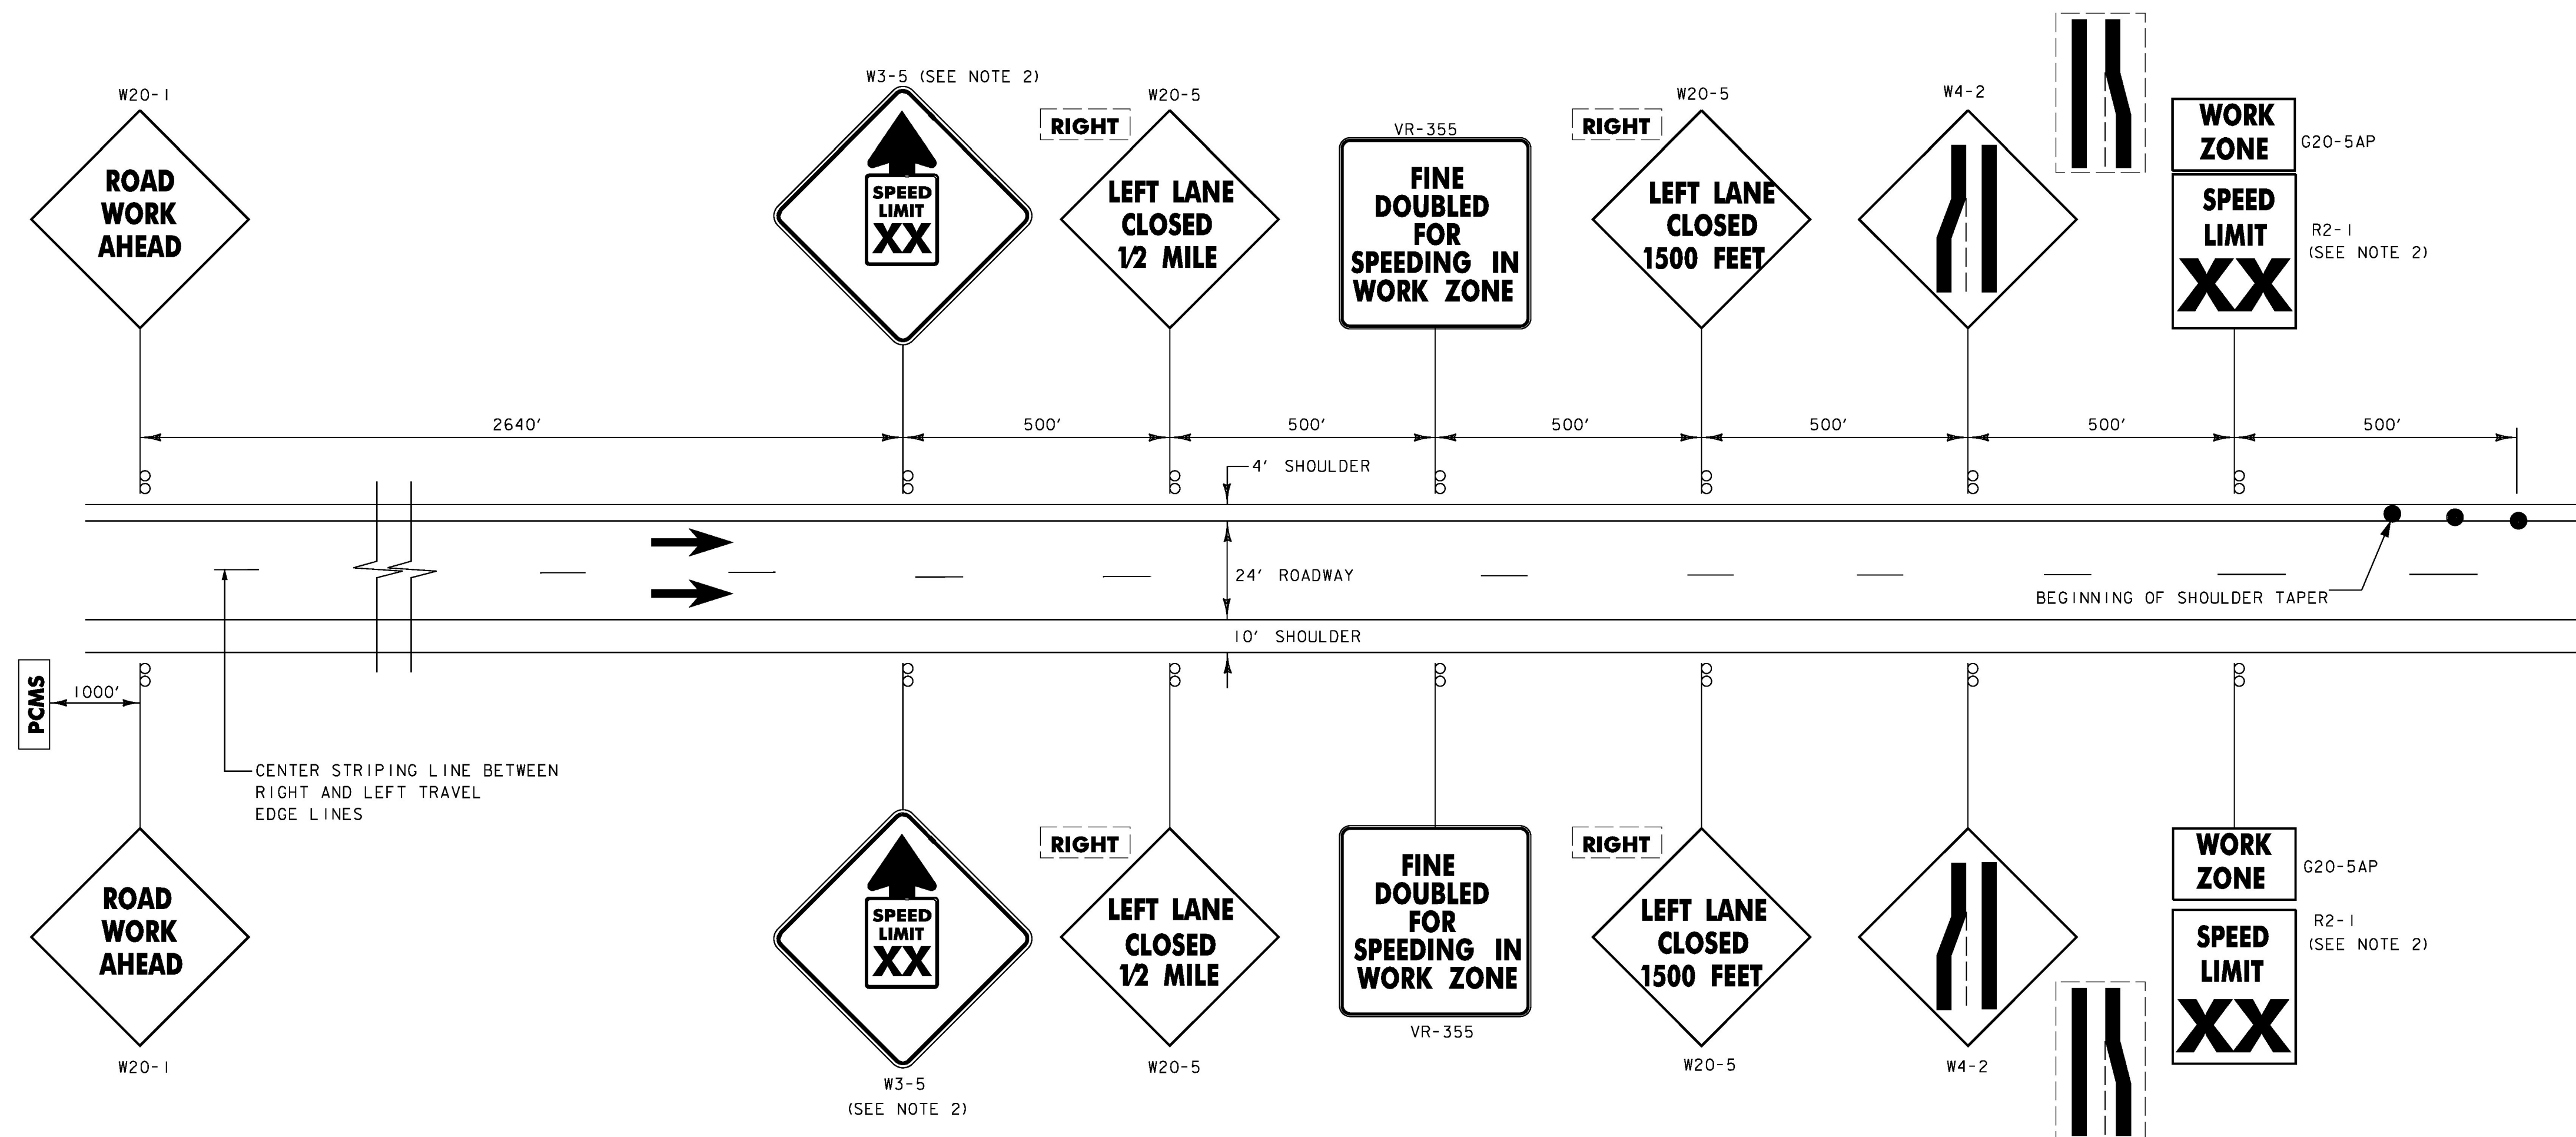 W20-1
ROAD
WORK
AHEAD
W3-5 (SEE NOTE 2)
SPEED
LIMIT
XX
RIGHT
W20-5
LEFT LANE
CLOSED
1/2 MILE
VR-355
FINE
DOUBLED
FOR
SPEEDING IN
WORK ZONE
RIGHT
W20-5
LEFT LANE
CLOSED
1500 FEET
W4-2
WORK
ZONE
G20-5AP
SPEED
LIMIT
XX
R2-1
(SEE NOTE 2)
2640'
500'
500'
500'
500'
500'
500'
4' SHOULDER
24' ROADWAY
BEGINNING OF SHOULDER TAPER
10' SHOULDER
PCMS
1000'
CENTER STRIPING LINE BETWEEN
RIGHT AND LEFT TRAVEL
EDGE LINES
ROAD
WORK
AHEAD
W20-1
SPEED
LIMIT
XX
W3-5
(SEE NOTE 2)
RIGHT
LEFT LANE
CLOSED
1/2 MILE
W20-5
FINE
DOUBLED
FOR
SPEEDING IN
WORK ZONE
VR-355
RIGHT
LEFT LANE
CLOSED
1500 FEET
W20-5
W4-2
WORK
ZONE
G20-5AP
SPEED
LIMIT
XX
R2-1
(SEE NOTE 2)